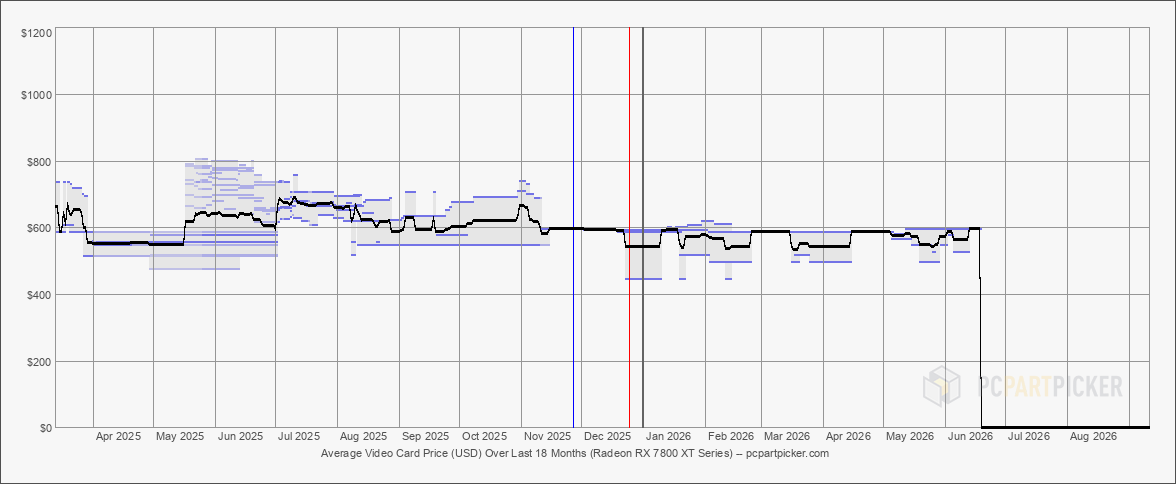 $1200
$1000
$800
$600
$400
$200
$0
PCPARTPICKER
Apr 2025 May 2025 Jun 2025 Jul 2025 Aug 2025 Sep 2025 Oct 2025 Nov 2025 Dec 2025 Jan 2026 Feb 2026 Mar 2026 Apr 2026 May 2026 Jun 2026 Jul 2026 Aug 2026
Average Video Card Price (USD) Over Last 18 Months (Radeon RX 7800 XT Series) -- pcpartpicker.com